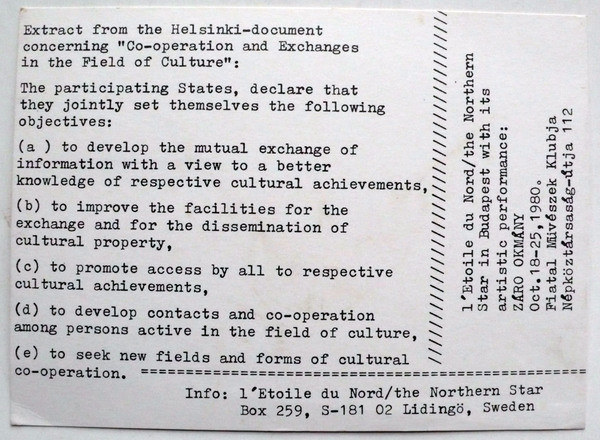 Extract from the Helsinki-document
concerning "Co-operation and Exchanges
in the Field of Culture":
The participating States, declare that
they jointly set themselves the following
objectives:
(a ) to develop the mutual exchange of
information with a view to a better
knowledge of respective cultural achievements,
(b) to improve the facilities for the
exchange and for the dissemination of
cultural property,
(c) to promote access by all to respective
cultural achievements,
(d) to develop contacts and co-operation
among persons active in the field of culture,
(e) to seek new fields and forms of cultural
co-operation.
l'Etoile du Nord/the Northern
Star in Budapest with its
artistic performance:
ZÁRO OKMÁNY
Oct.18-25,1980.
Fiatal Müvészek Klubja
Népköztársaság-útja 112
Info: l'Etoile du Nord/the Northern Star
Box 259, S-181 02 Lidingö, Sweden